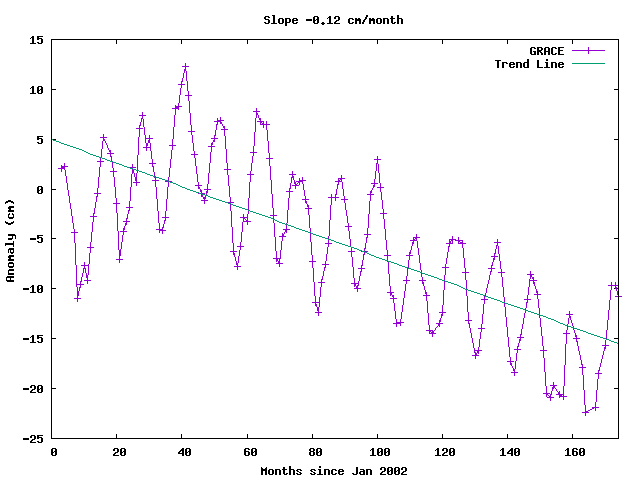 Slope -0.12 cm/month
GRACE
Trend Line
15
10
5
0
-5
-10
-15
-20
-25
Anomaly (cm)
0 20 40 60 80 100 120 140 160
Months since Jan 2002